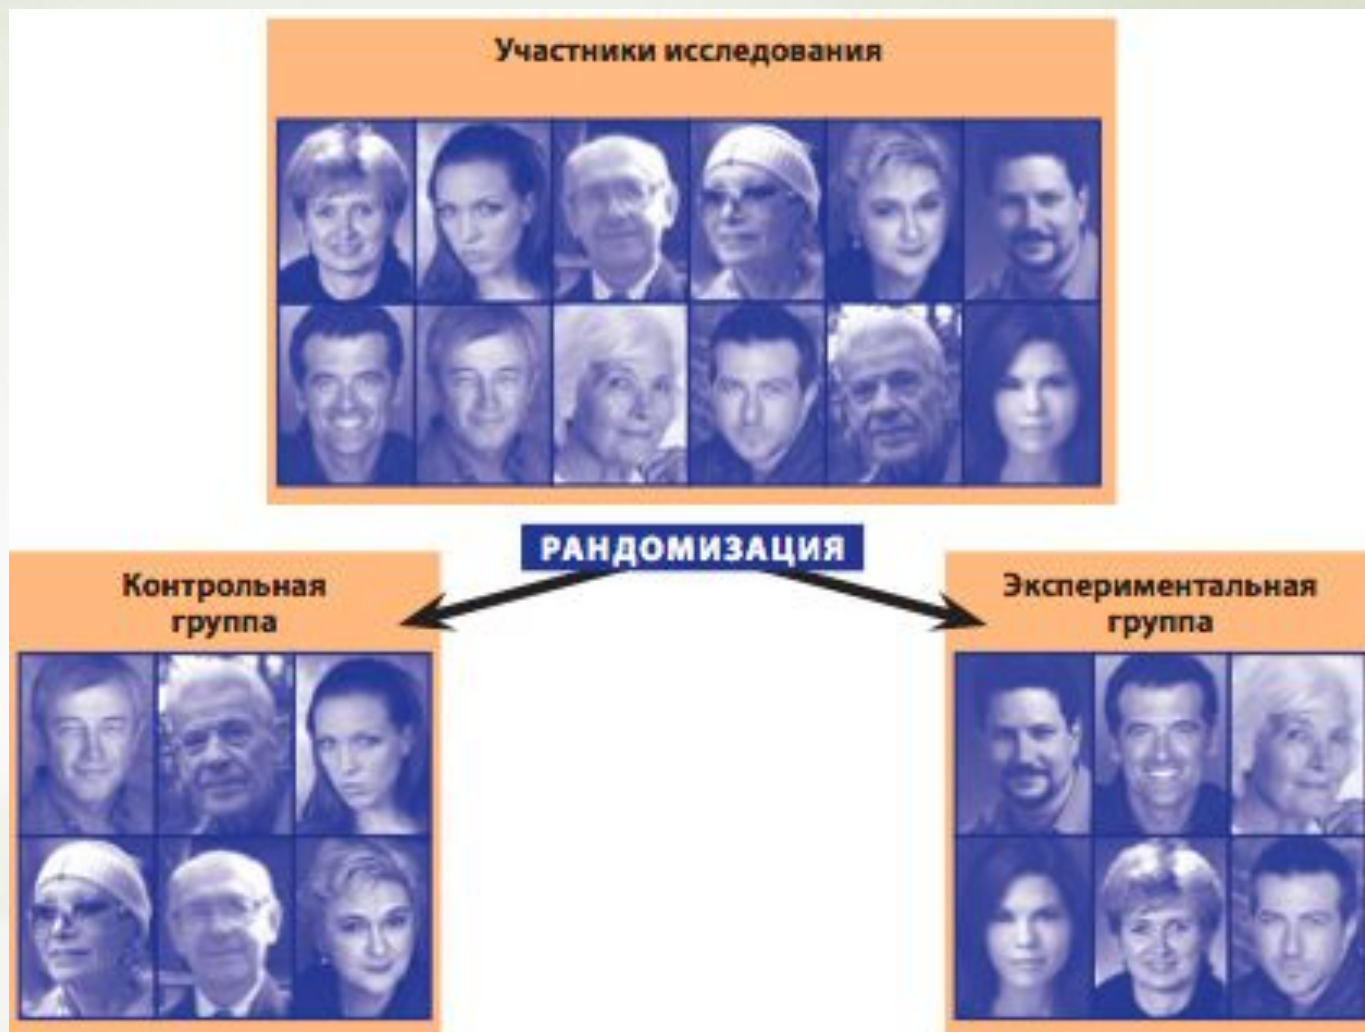 Участники исследования
РАНДОМИЗАЦИЯ
Контрольная
группа
Экспериментальная
группа